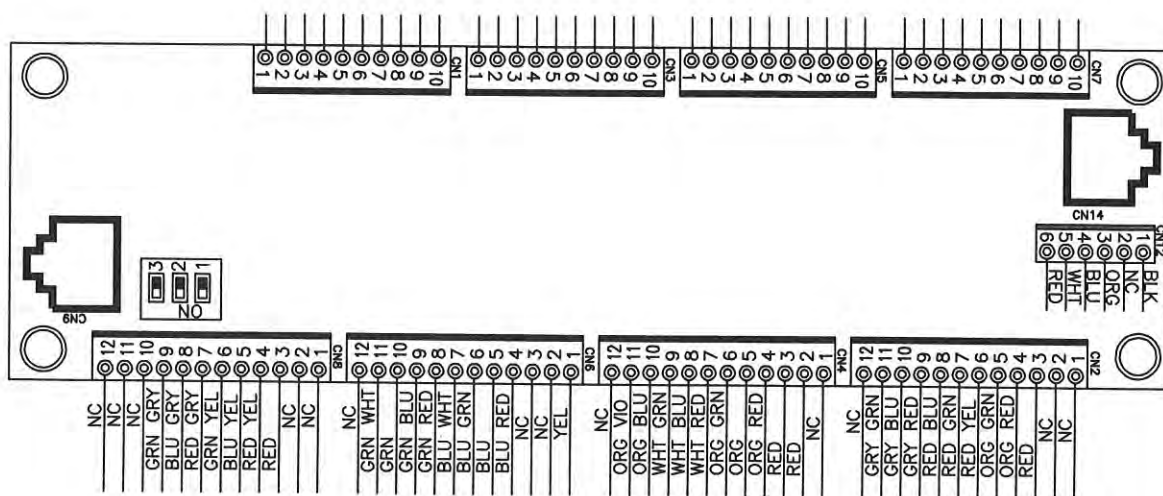 1 2 3 4 5 6 7 8 9 10 CN1
1 2 3 4 5 6 7 8 9 10 CN3
1 2 3 4 5 6 7 8 9 10 CN5
1 2 3 4 5 6 7 8 9 10 CN7
CN14
CN12
6 5 4 3 2 1
RED
WHT
BLU
ORG
NC
BLK
3 2 1
ON
CN9
12 11 10 9 8 7 6 5 4 3 2 1 CN8
NC
NC
NC
GRN GRY
BLU GRY
RED GRY
GRN YEL
BLU YEL
RED YEL
RED
NC
NC
12 11 10 9 8 7 6 5 4 3 2 1 CN6
NC
GRN WHT
GRN
GRN BLU
GRN RED
BLU WHT
BLU GRN
BLU
BLU RED
NC
NC
YEL
12 11 10 9 8 7 6 5 4 3 2 1 CN4
NC
ORG VIO
ORG BLU
WHT GRN
WHT BLU
WHT RED
ORG GRN
ORG
ORG RED
RED
RED
NC
12 11 10 9 8 7 6 5 4 3 2 1 CN2
NC
GRY GRN
GRY BLU
GRY RED
RED BLU
RED GRN
RED YEL
ORG GRN
ORG RED
RED
NC
NC